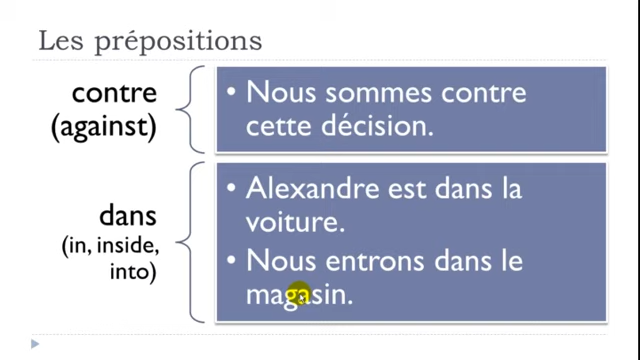 Les prépositions
contre
(against)
• Nous sommes contre
cette décision.
dans
(in, inside,
into)
• Alexandre est dans la
voiture.
• Nous entrons dans le
magasin.